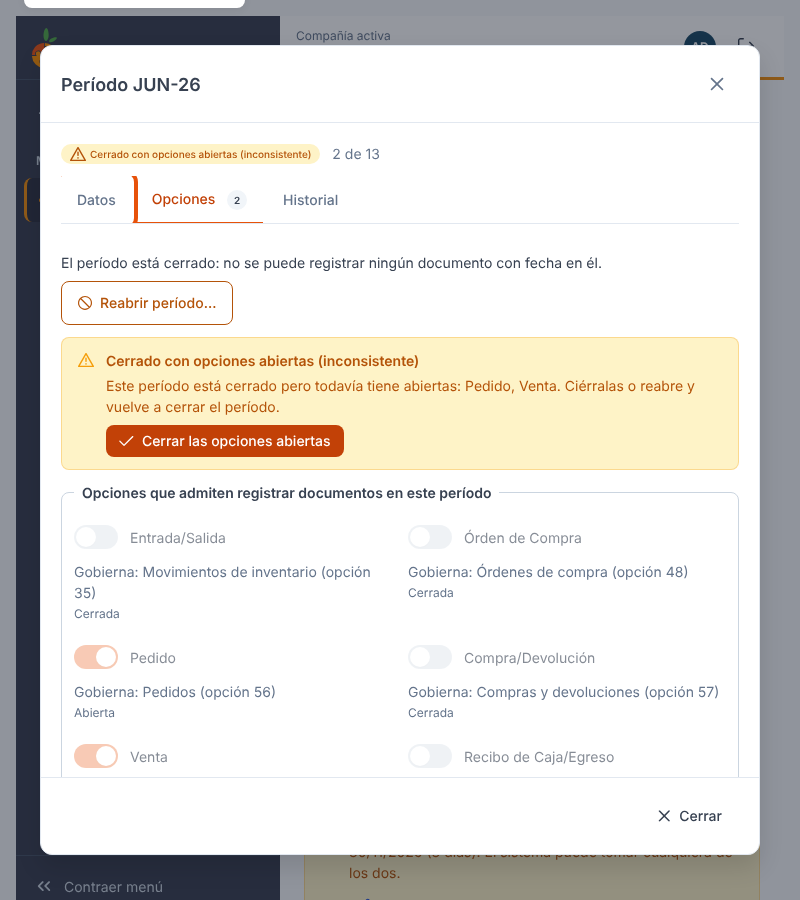 Compañía activa
Período JUN-26
Cerrado con opciones abiertas (inconsistente) 2 de 13
Datos Opciones 2 Historial
El período está cerrado: no se puede registrar ningún documento con fecha en él.
Reabrir período...
Cerrado con opciones abiertas (inconsistente)
Este período está cerrado pero todavía tiene abiertas: Pedido, Venta. Ciérralas o reabre y
vuelve a cerrar el período.
Cerrar las opciones abiertas
Opciones que admiten registrar documentos en este período
Entrada/Salida
Gobierna: Movimientos de inventario (opción
35)
Cerrada
Órden de Compra
Gobierna: Órdenes de compra (opción 48)
Cerrada
Pedido
Gobierna: Pedidos (opción 56)
Abierta
Compra/Devolución
Gobierna: Compras y devoluciones (opción 57)
Cerrada
Venta
Recibo de Caja/Egreso
Cerrar
los dos.
Contraer menú